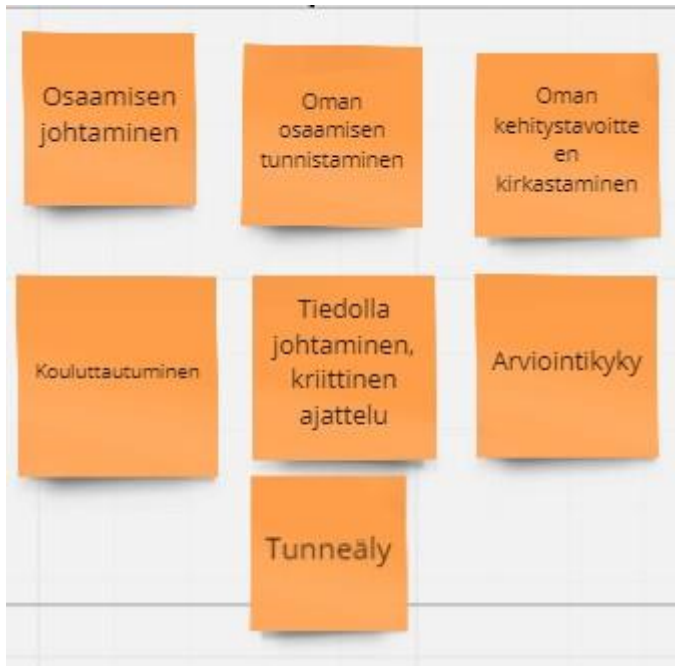 Osaamisen
johtaminen
Oman
osaamisen
tunnistaminen
Oman
kehitystavoitte
en
kirkastaminen
Kouluttautuminen
Tiedolla
johtaminen,
kriittinen
ajattelu
Arviointikyky
Tunneäly